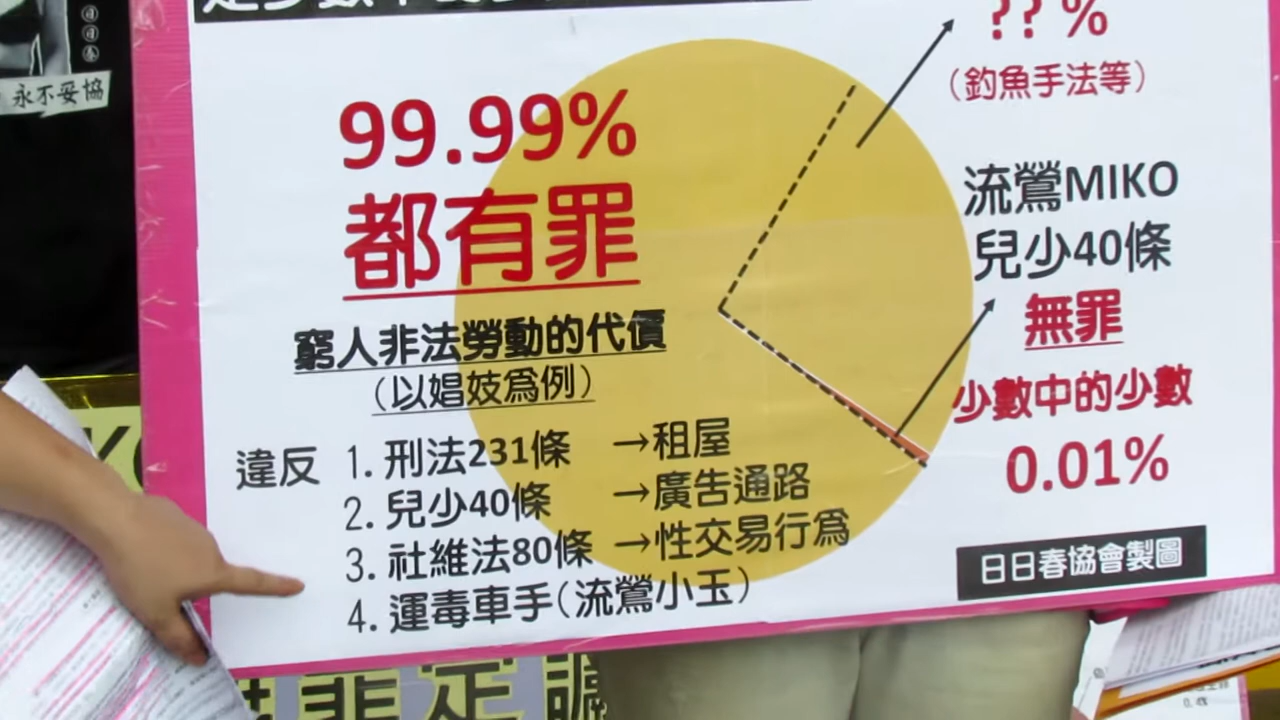 永不妥協
?? %
(釣魚手法等)
99.99%
都有罪
窮人非法勞動的代價
(以娼妓為例)
違反
1. 刑法231條 →租屋
2. 兒少40條 →廣告通路
3. 社維法80條 →性交易行為
4. 運毒車手(流鶯小玉)
流鶯MIKO
兒少40條
無罪
少數中的少數
0.01%
日日春協會製圖